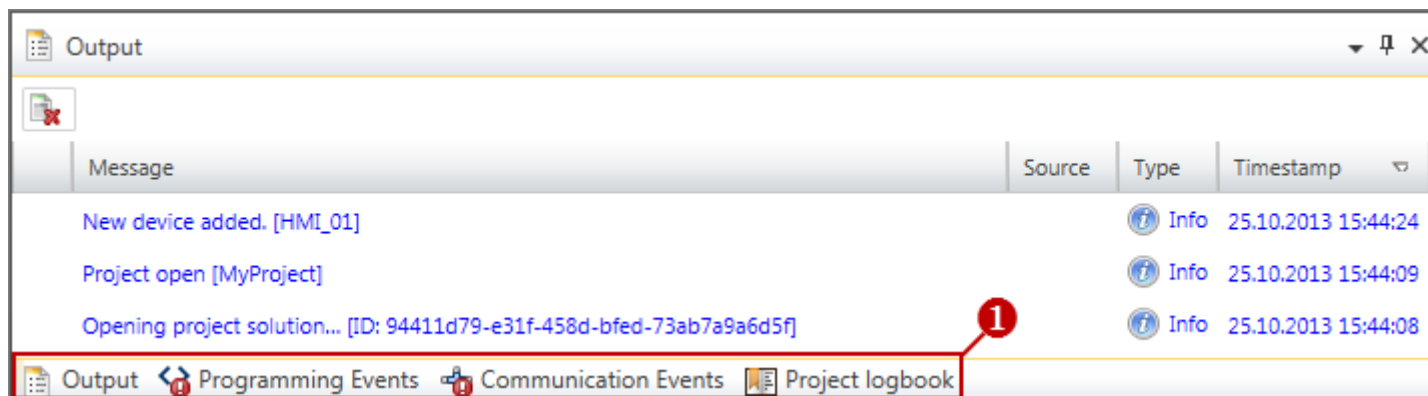 Output
Message Source Type Timestamp
New device added. [HMI_01] Info 25.10.2013 15:44:24
Project open [MyProject] Info 25.10.2013 15:44:09
Opening project solution... [ID: 94411d79-e31f-458d-bfed-73ab7a9a6d5f] Info 25.10.2013 15:44:08
1
Output Programming Events Communication Events Project logbook